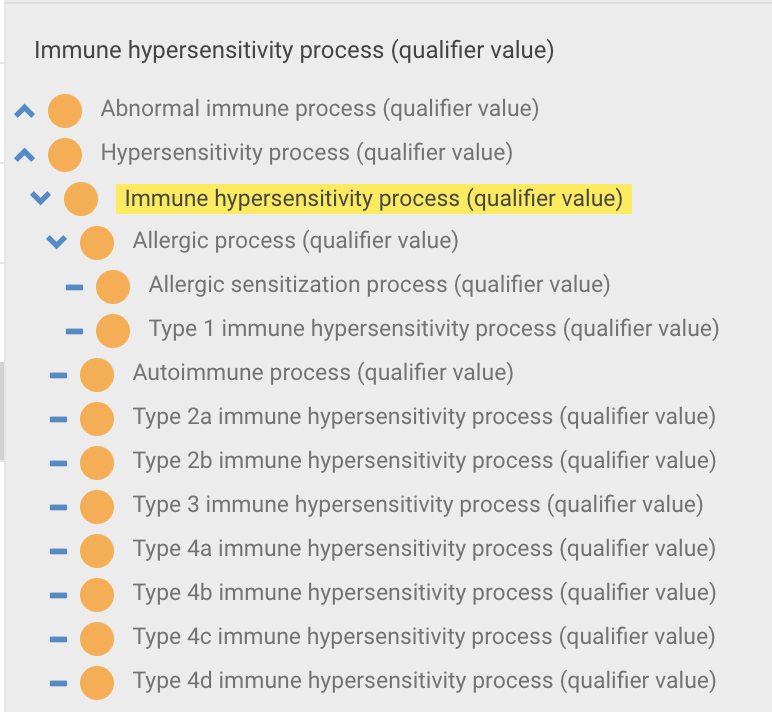 Immune hypersensitivity process (qualifier value)
Abnormal immune process (qualifier value)
Hypersensitivity process (qualifier value)
Immune hypersensitivity process (qualifier value)
Allergic process (qualifier value)
Allergic sensitization process (qualifier value)
Type 1 immune hypersensitivity process (qualifier value)
Autoimmune process (qualifier value)
Type 2a immune hypersensitivity process (qualifier value)
Type 2b immune hypersensitivity process (qualifier value)
Type 3 immune hypersensitivity process (qualifier value)
Type 4a immune hypersensitivity process (qualifier value)
Type 4b immune hypersensitivity process (qualifier value)
Type 4c immune hypersensitivity process (qualifier value)
Type 4d immune hypersensitivity process (qualifier value)